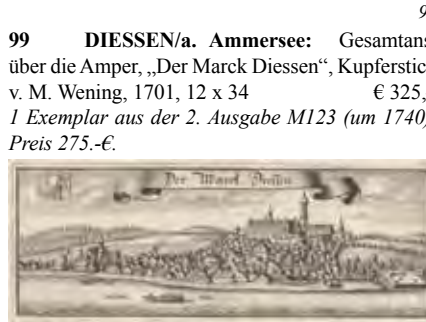 9
99 DIESSEN/a. Ammersee: Gesamtans
über die Amper, „Der Marck Diessen“, Kupferstic
v. M. Wening, 1701, 12 x 34 € 325,
1 Exemplar aus der 2. Ausgabe M123 (um 1740)
Preis 275.-€.
Der Marck Diessen